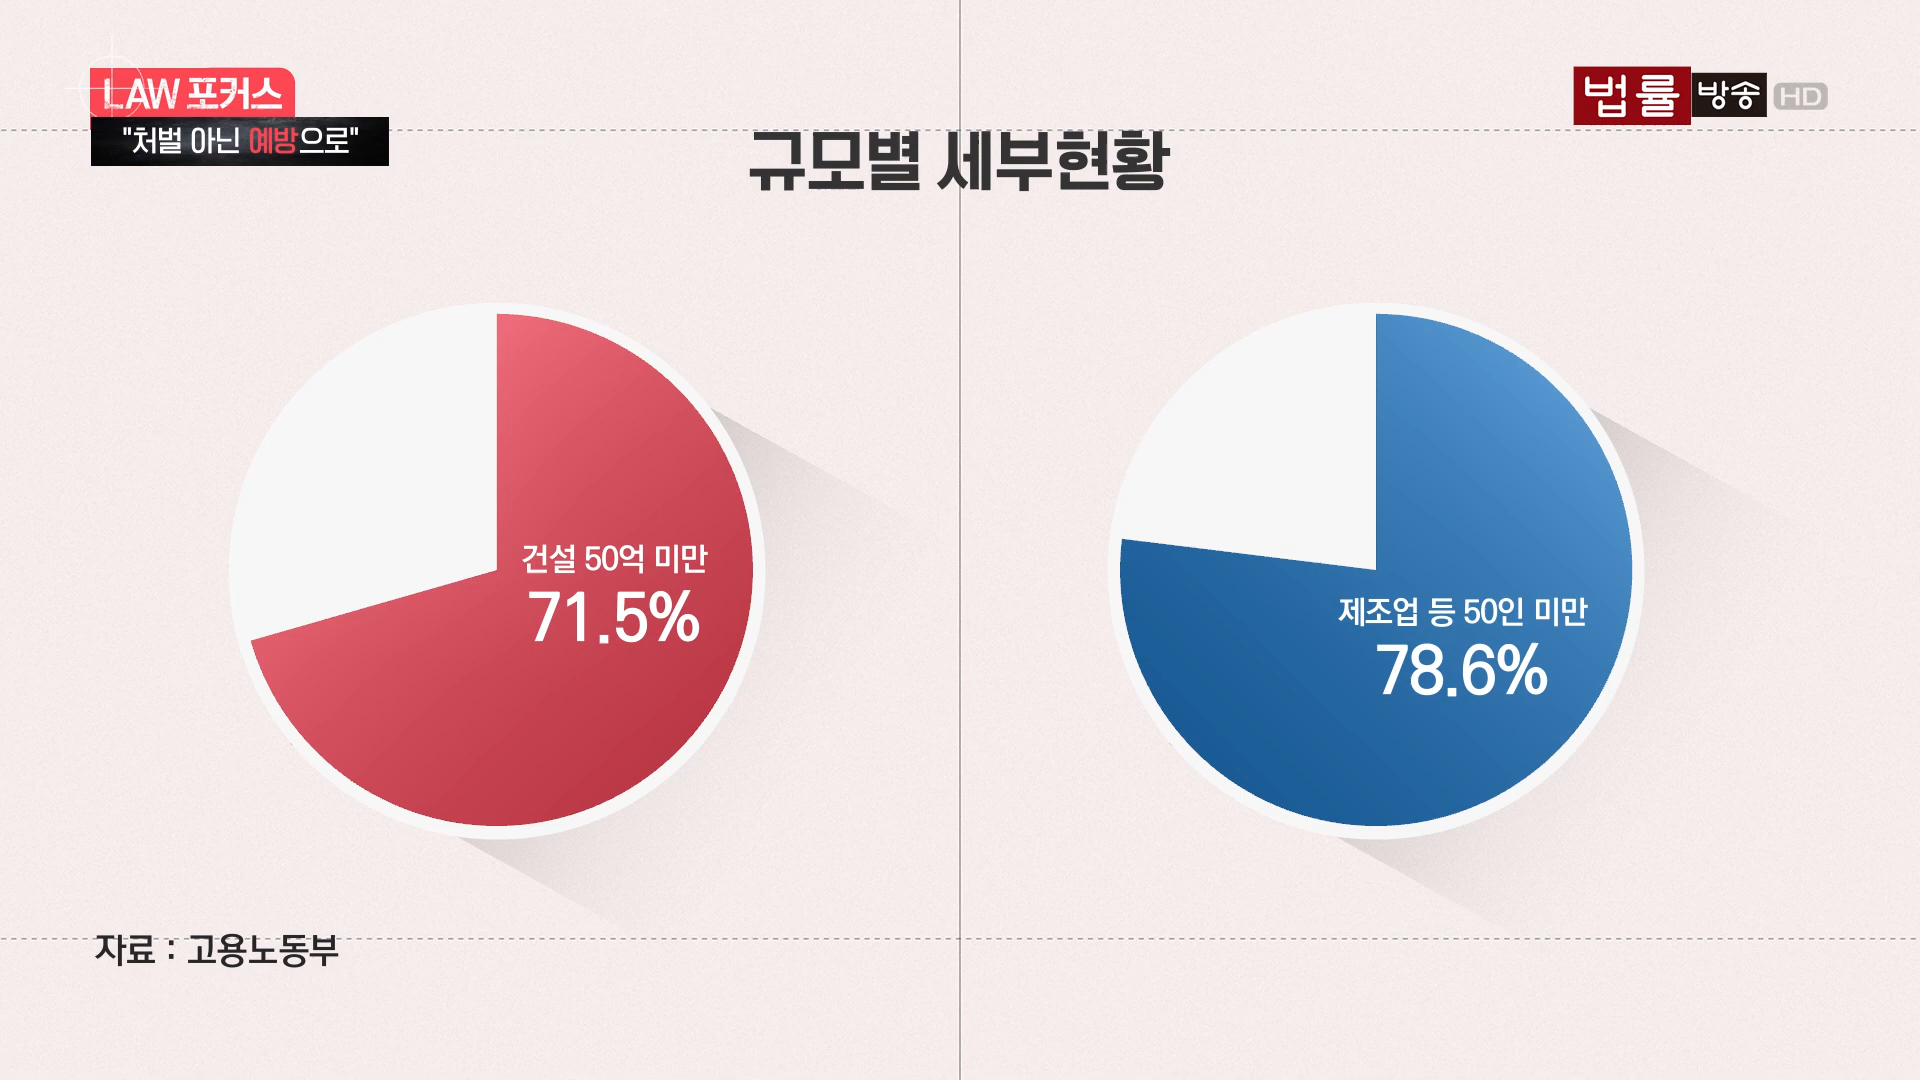 LAW 포커스
"처벌 아닌 예방으로"
법률방송 HD
규모별 세부현황
건설 50억 미만
71.5%
제조업 등 50인 미만
78.6%
자료 : 고용노동부